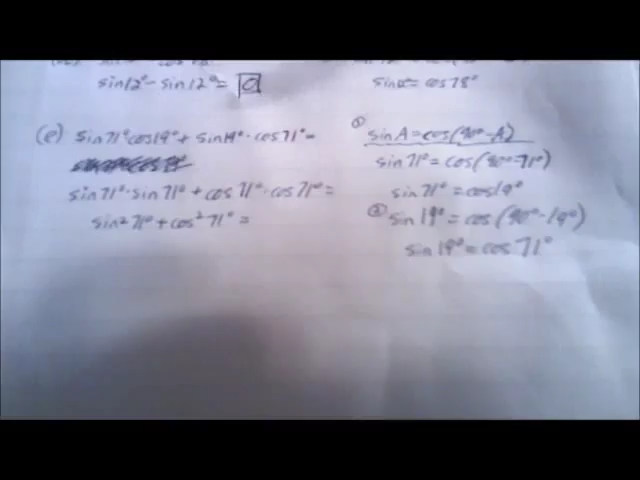 sin12° - sin12° = 0
sin12° = cos78°
(e) sin71° cos19° + sin19° · cos71° =
sin71° · sin71° + cos71° · cos71° =
sin²71° + cos²71° =
① sinA = cos(90° - A)
sin71° = cos(90° - 71°)
sin71° = cos19°
② sin19° = cos(90° - 19°)
sin19° = cos71°